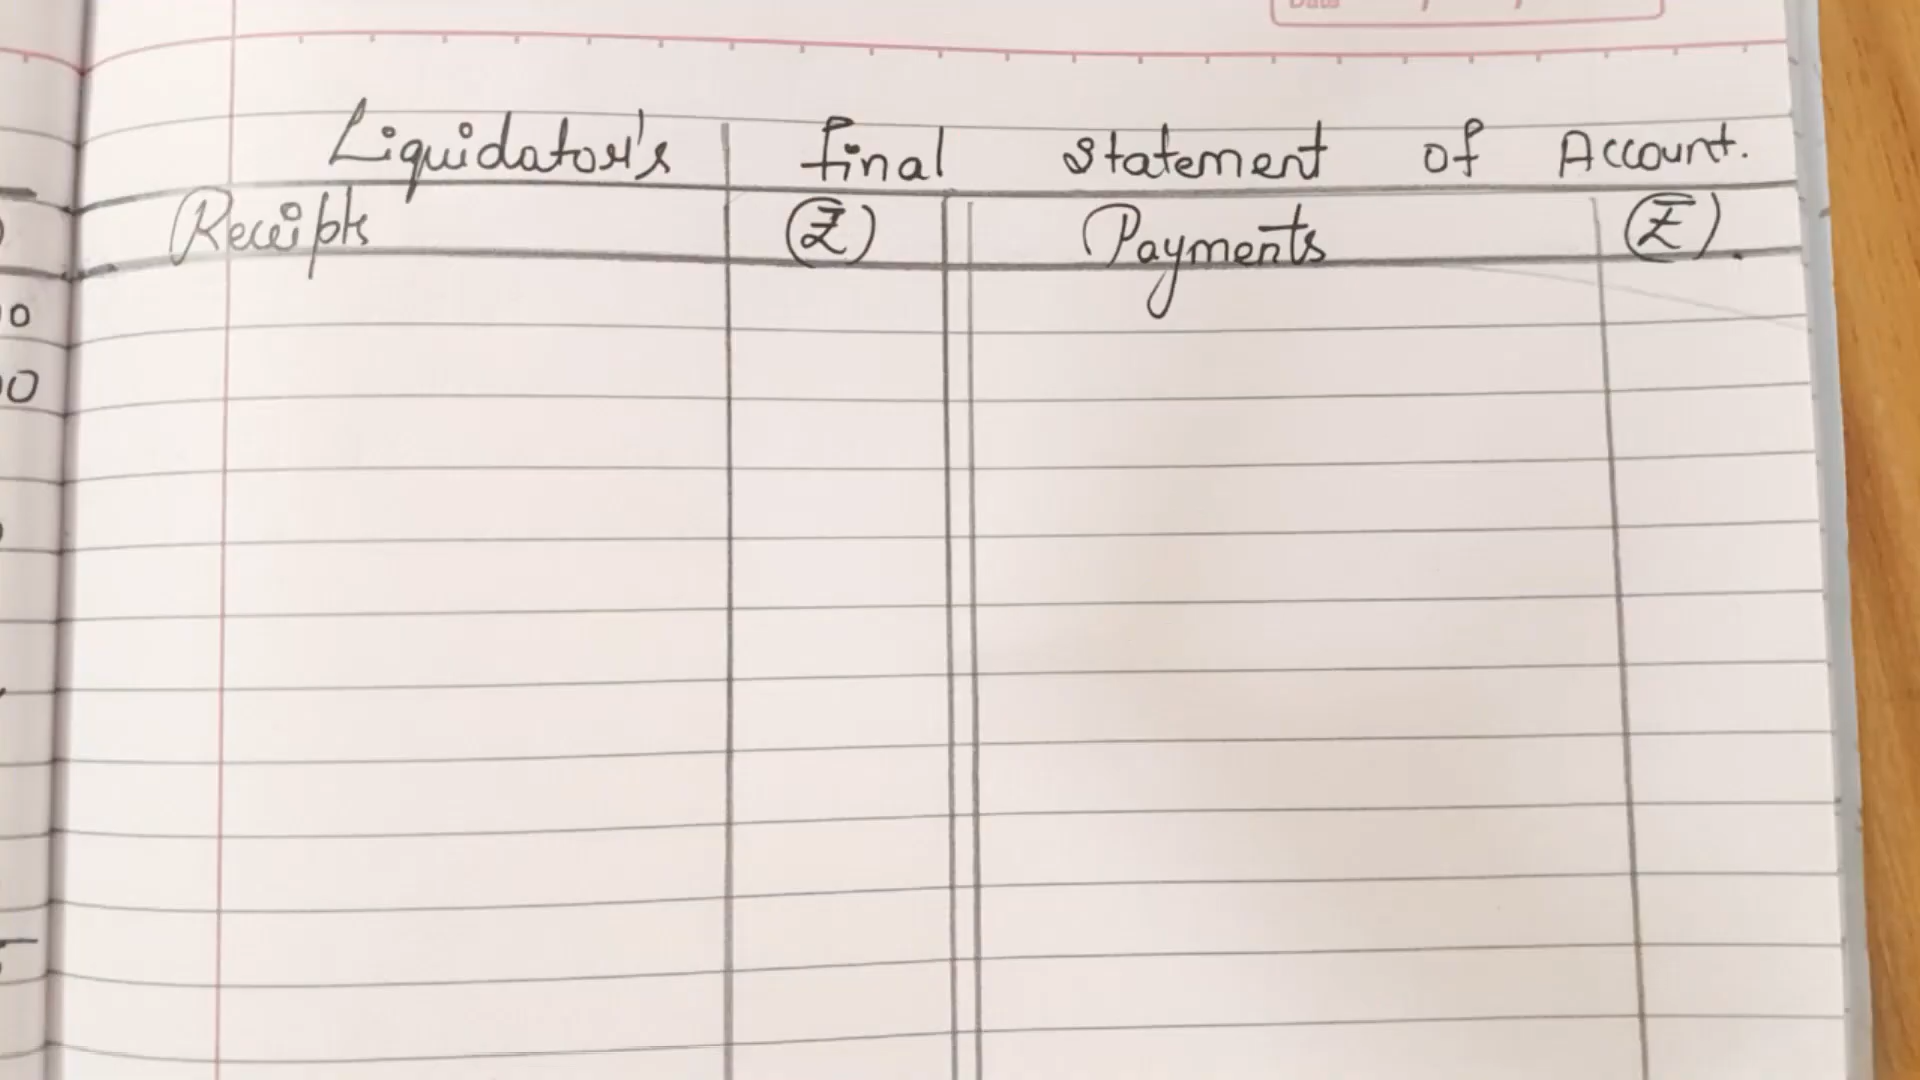 Liquidator's final statement of Account.
Receipts (₹) Payments (₹).